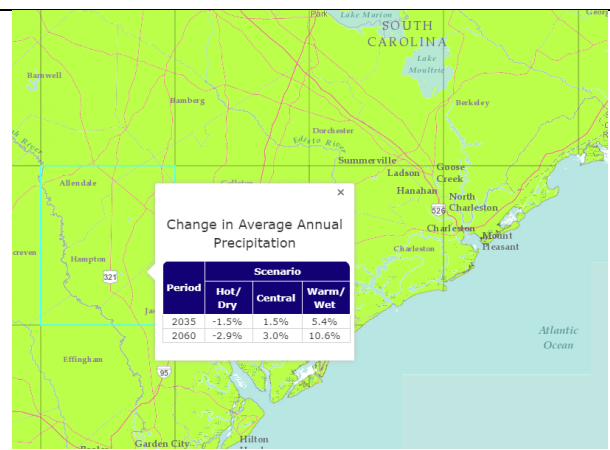 Park
Lake Marion
SOUTH
CAROLINA
Lake
Moultrie
Barnwell
Bamberg
Berkeley
Edisto River
Dorchester
Summerville
Ladson
Goose
Creek
Hanahan
North
Charleston
526
Charleston
Mount
Pleasant
Charleston
Allendale
Hampton
321
Effingham
95
Garden City
Hilton
Atlantic
Ocean
×
Change in Average Annual
Precipitation
Period Scenario
Hot/ Dry Central Warm/ Wet
2035 -1.5% 1.5% 5.4%
2060 -2.9% 3.0% 10.6%